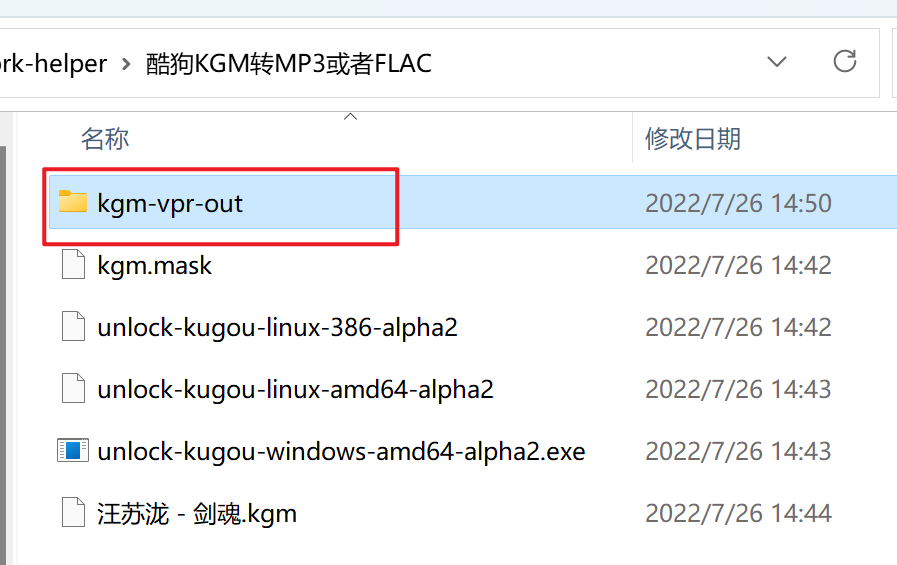 rk-helper > 酷狗KGM转MP3或者FLAC
名称 修改日期
kgm-vpr-out 2022/7/26 14:50
kgm.mask 2022/7/26 14:42
unlock-kugou-linux-386-alpha2 2022/7/26 14:42
unlock-kugou-linux-amd64-alpha2 2022/7/26 14:43
unlock-kugou-windows-amd64-alpha2.exe 2022/7/26 14:43
汪苏泷 - 剑魂.kgm 2022/7/26 14:44